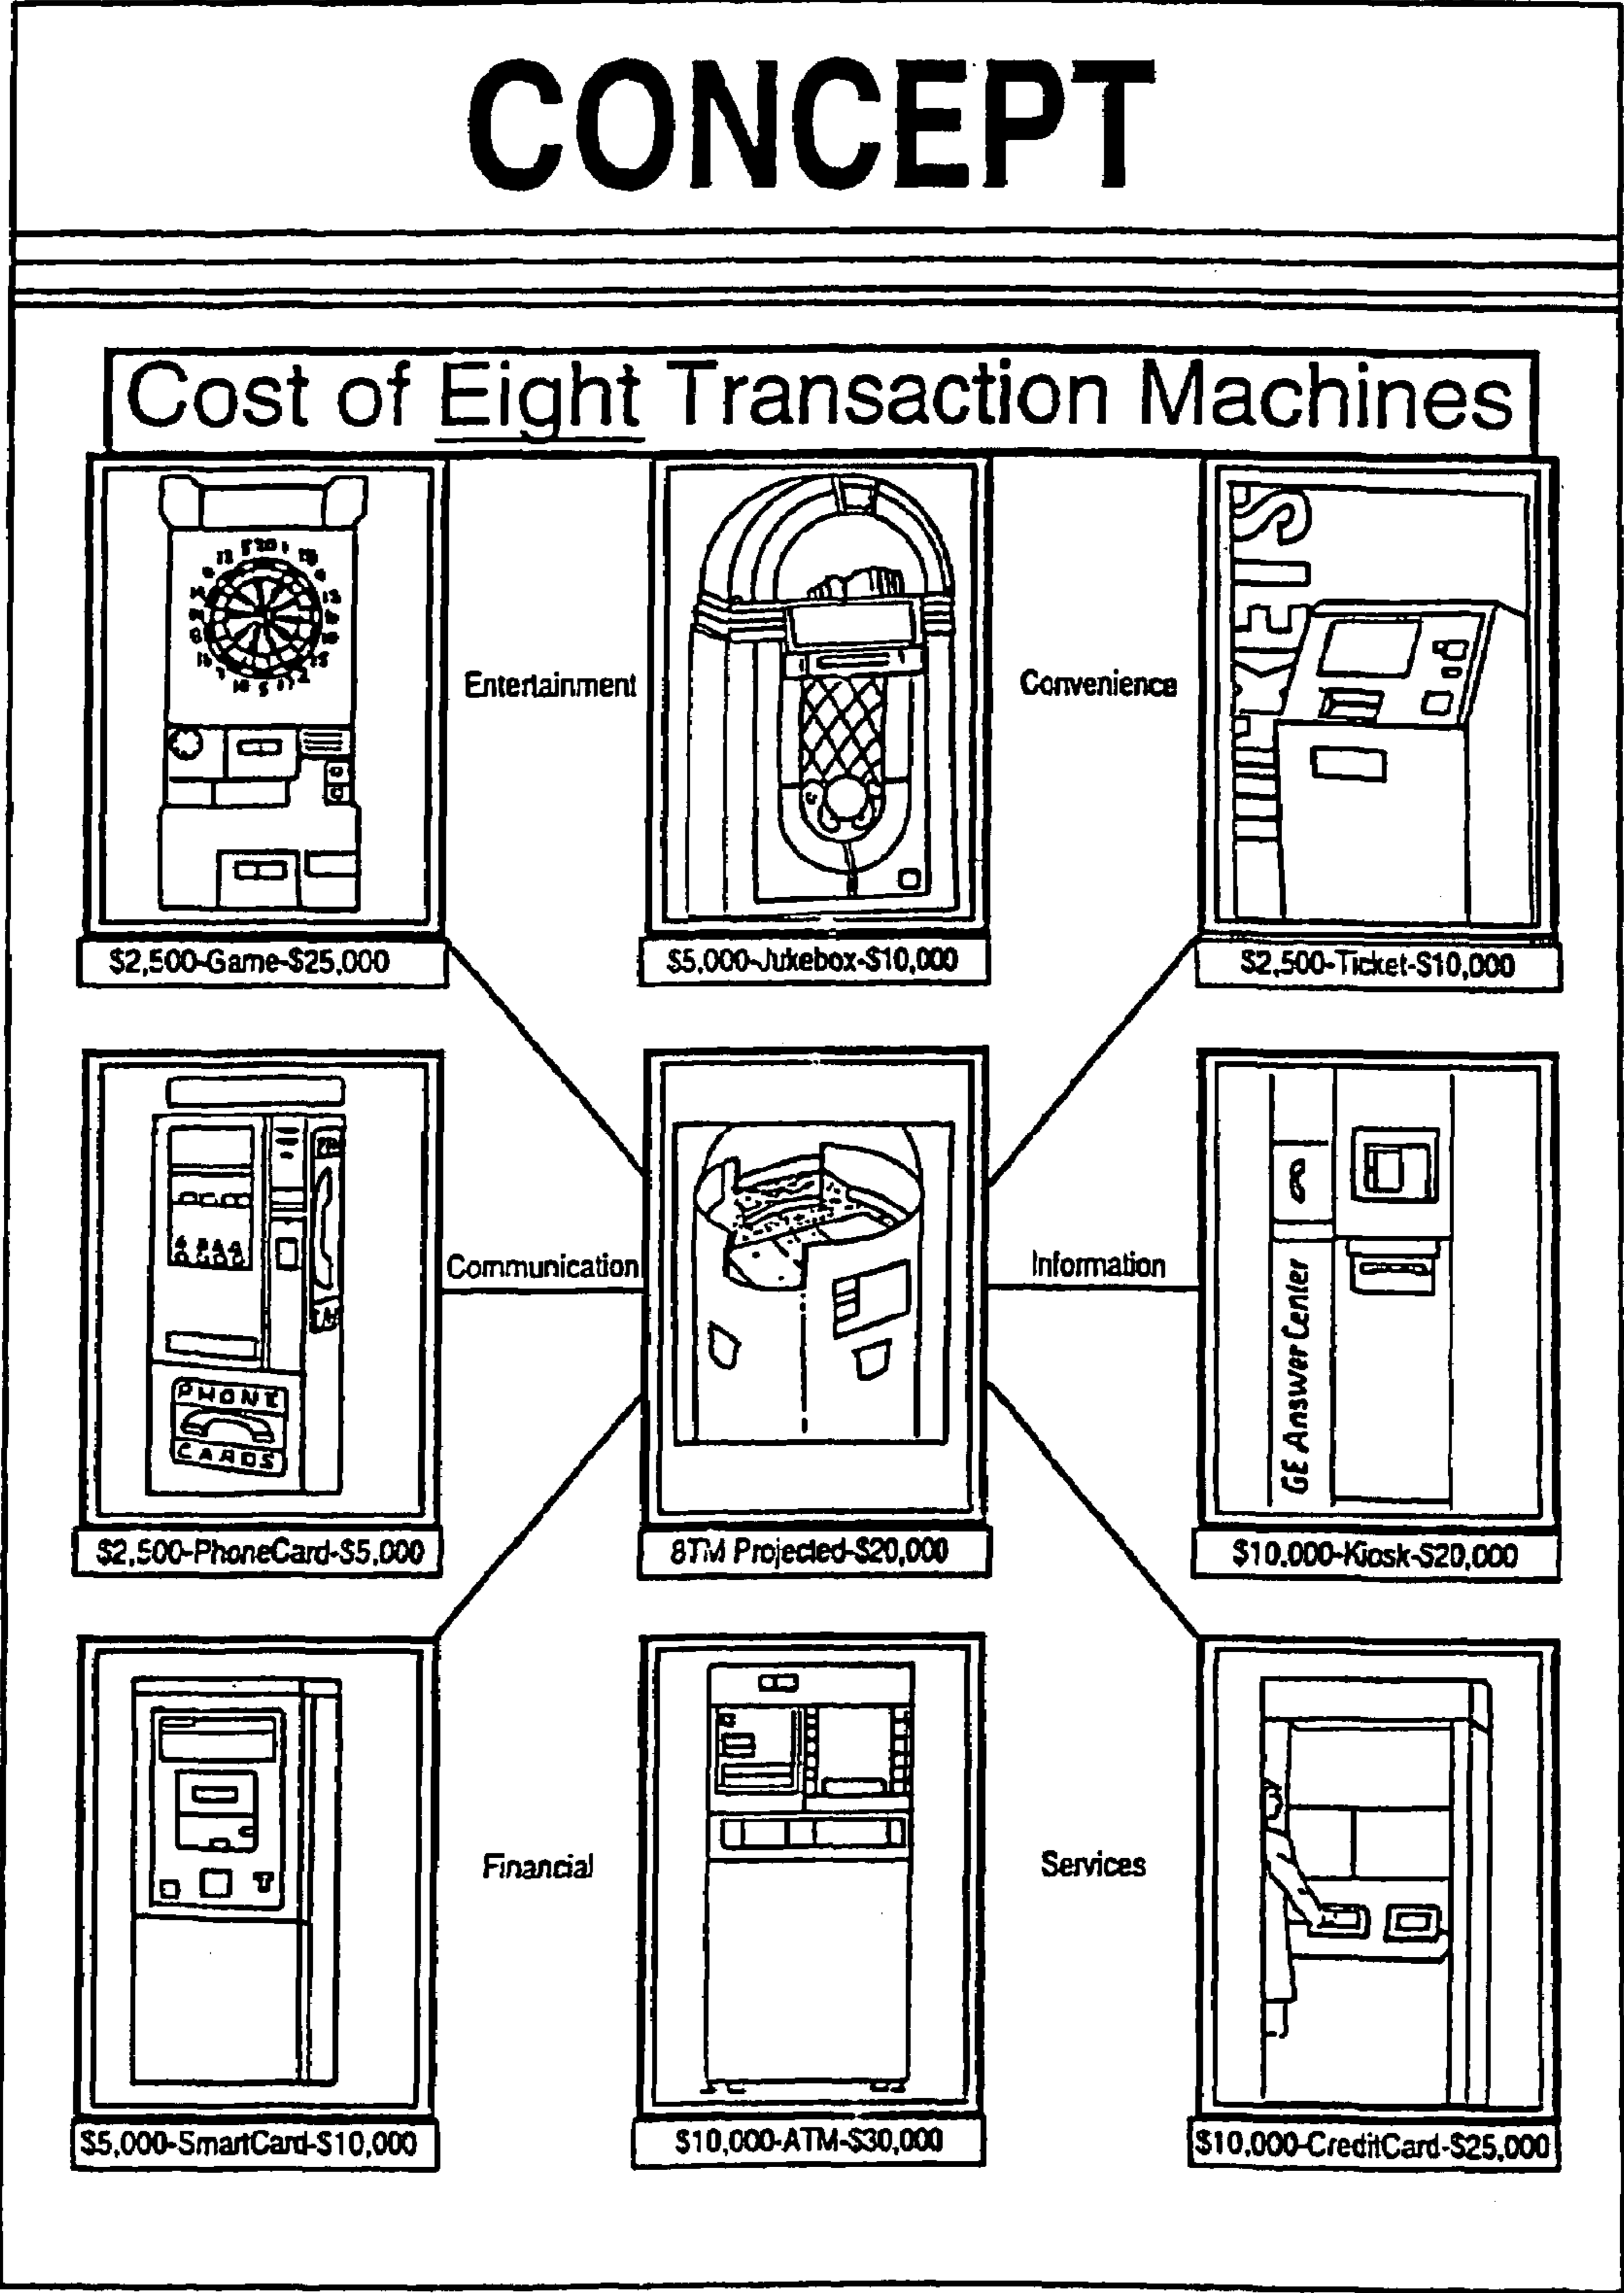 CONCEPT
Cost of Eight Transaction Machines
Entertainment
Convenience
TICKETS
$2,500-Game-$25,000
$5,000-Jukebox-$10,000
$2,500-Ticket-$10,000
Communication
Information
PHONE
CARDS
GE Answer Center
$2,500-PhoneCard-$5,000
8TM Projected-$20,000
$10,000-Kiosk-$20,000
Financial
Services
$5,000-SmartCard-$10,000
$10,000-ATM-$30,000
$10,000-CreditCard-$25,000